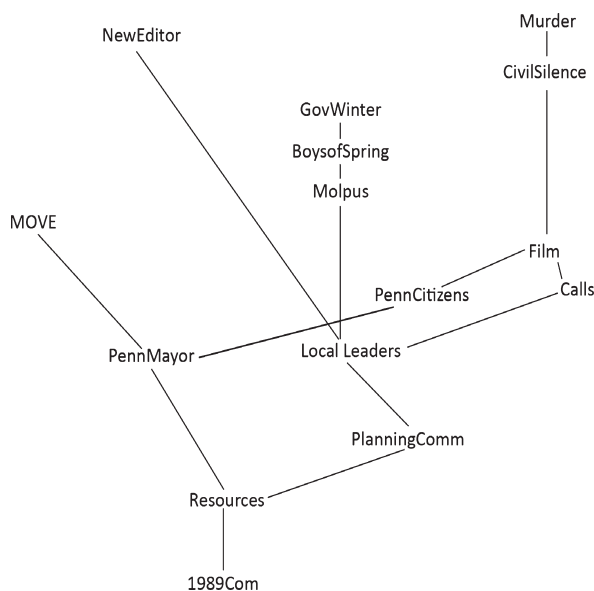 Murder
NewEditor
CivilSilence
GovWinter
BoysofSpring
Molpus
MOVE
Film
Calls
PennCitizens
Local Leaders
PennMayor
PlanningComm
Resources
1989Com